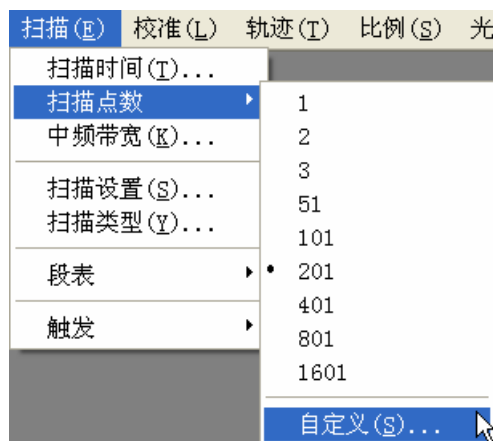 扫描(E) 校准(L) 轨迹(T) 比例(S) 光
扫描时间(T)...
扫描点数
中频带宽(K)...
扫描设置(S)...
扫描类型(Y)...
段表
触发
1
2
3
51
101
201
401
801
1601
自定义(S)...